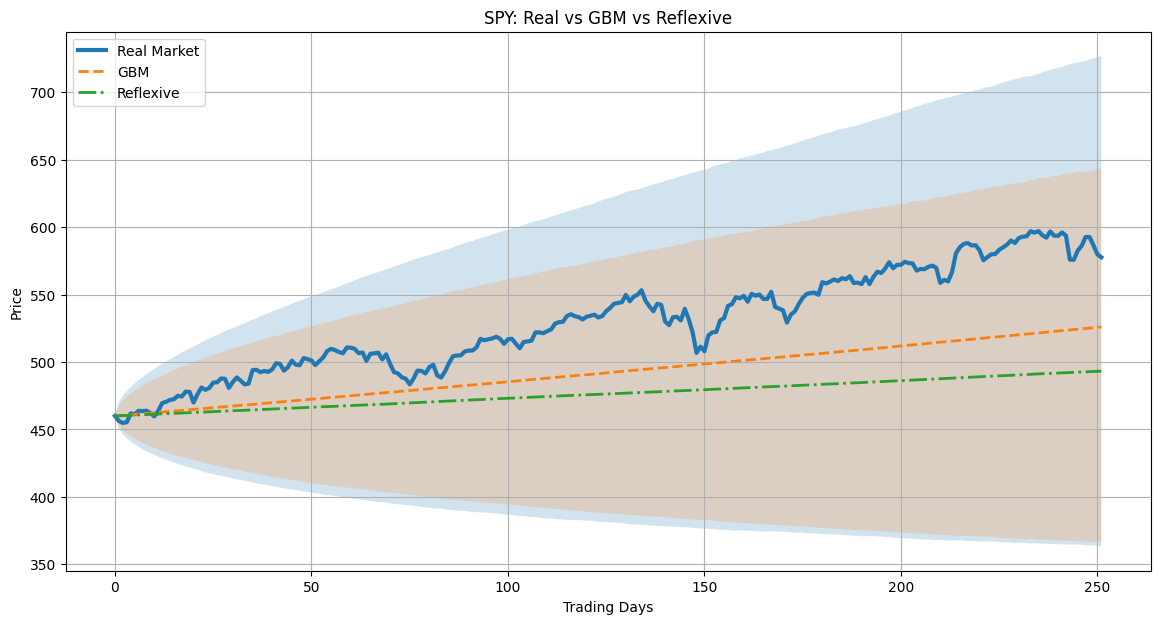 SPY: Real vs GBM vs Reflexive
Real Market
GBM
Reflexive
Price
700
650
600
550
500
450
400
350
0
50
100
150
200
250
Trading Days